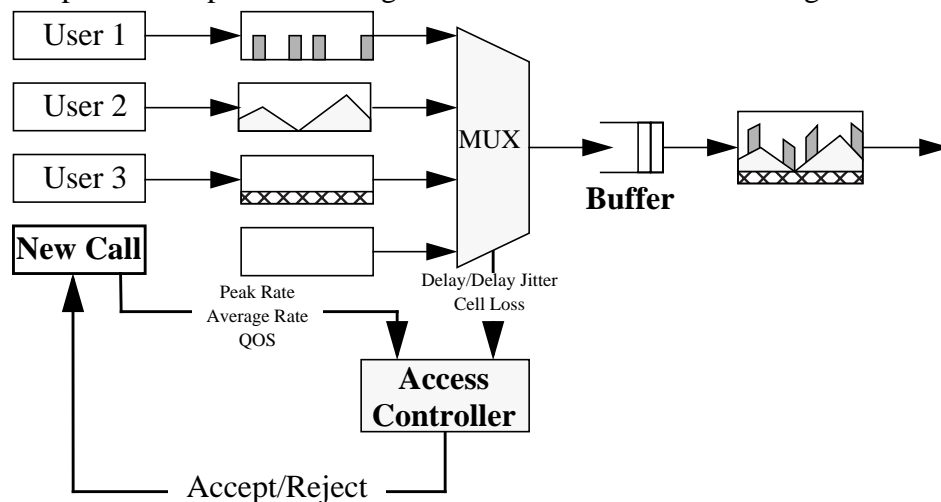 User 1
User 2
MUX
User 3
Buffer
New Call
Delay/Delay Jitter
Cell Loss
Peak Rate
Average Rate
QOS
Access
Controller
Accept/Reject